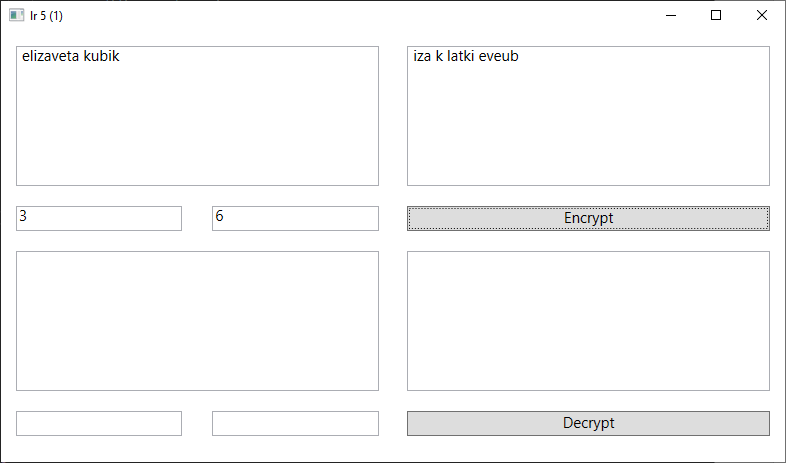 lr 5 (1)
elizaveta kubik
iza k latki eveub
3
6
Encrypt
Decrypt